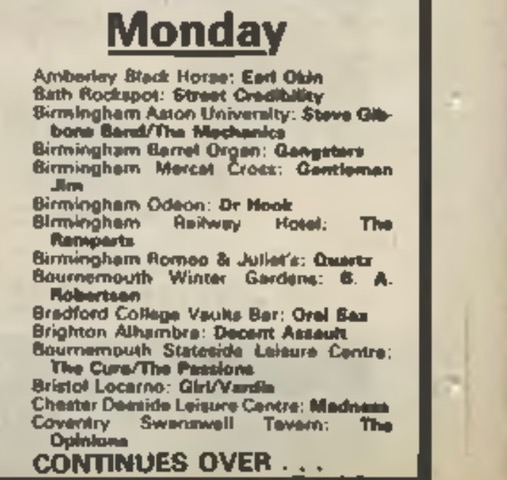 Monday
Amberley Black Horse: Earl Okin
Bath Rockspot: Street Credibility
Birmingham Aston University: Steve Gib-
bons Band/The Mechanics
Birmingham Barrel Organ: Gangsters
Birmingham Mercat Cross: Gentleman
Jim
Birmingham Odeon: Dr Hook
Birmingham Railway Hotel: The
Ramparts
Birmingham Romeo & Juliet's: Quartz
Bournemouth Winter Gardens: B. A.
Robertson
Bradford College Vaults Bar: Oral Sex
Brighton Alhambra: Decent Assault
Bournemouth Stateside Leisure Centre:
The Cure/The Passions
Bristol Locarno: Girl/Vardis
Chester Deeside Leisure Centre: Madness
Coventry Swanswell Tavern: The
Opinions
CONTINUES OVER . . .